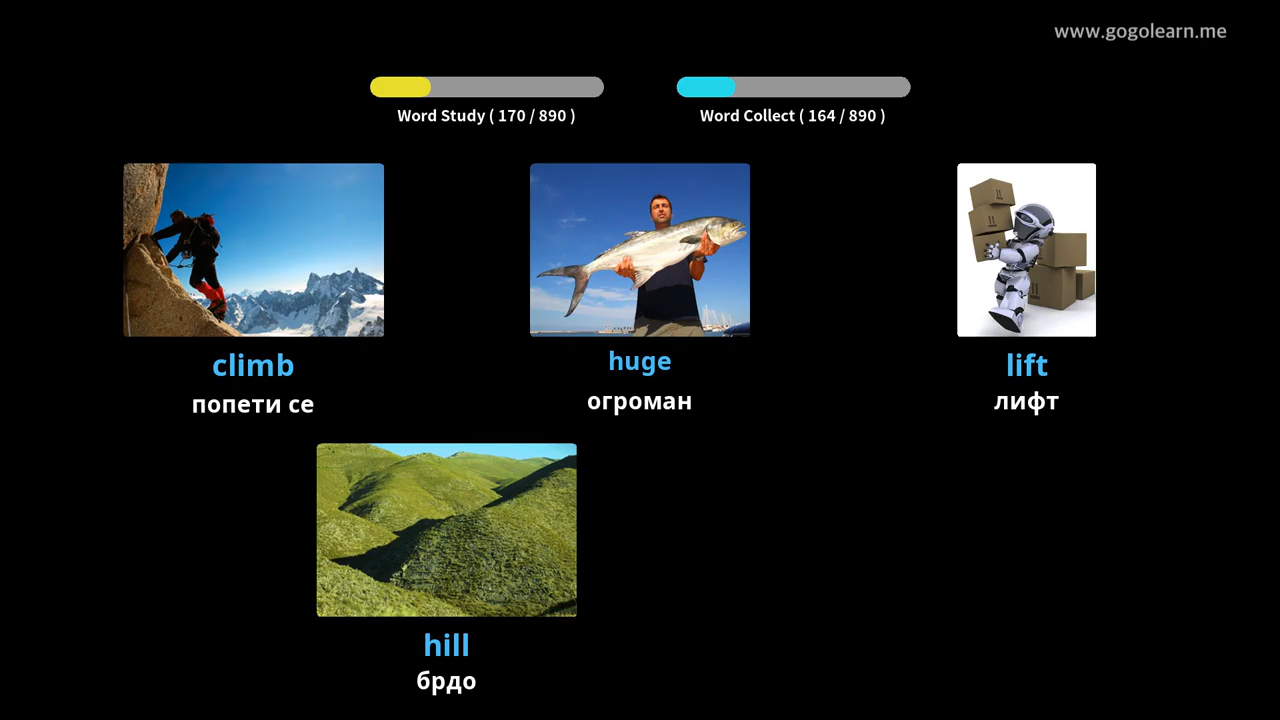 www.gogolearn.me
Word Study ( 170 / 890 )
Word Collect ( 164 / 890 )
climb
huge
lift
попети се
огроман
лифт
hill
брдо